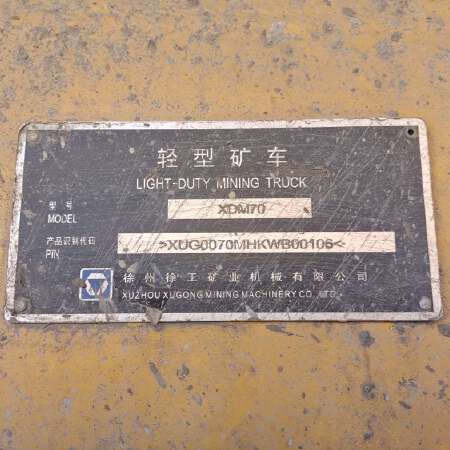 轻型矿车
LIGHT-DUTY MINING TRUCK
型号
MODEL
XDM70
产品识别代码
PIN
>XUG0070MHKWB00106<
徐州徐工矿业机械有限公司
XUZHOU XUGONG MINING MACHINERY CO., LTD.